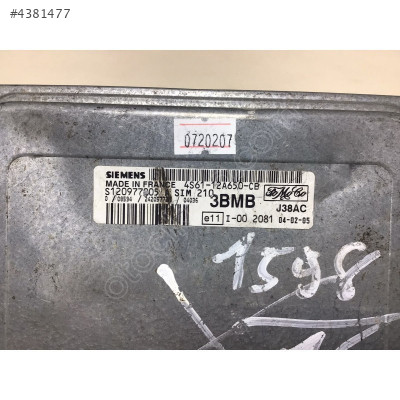 #4381477
0720207
SIEMENS
MADE IN FRANCE 4S61-12A650-CB
S120977005 SIM 210
3BMB
J38AC
e11 I-00 2081 04-02-05
1598